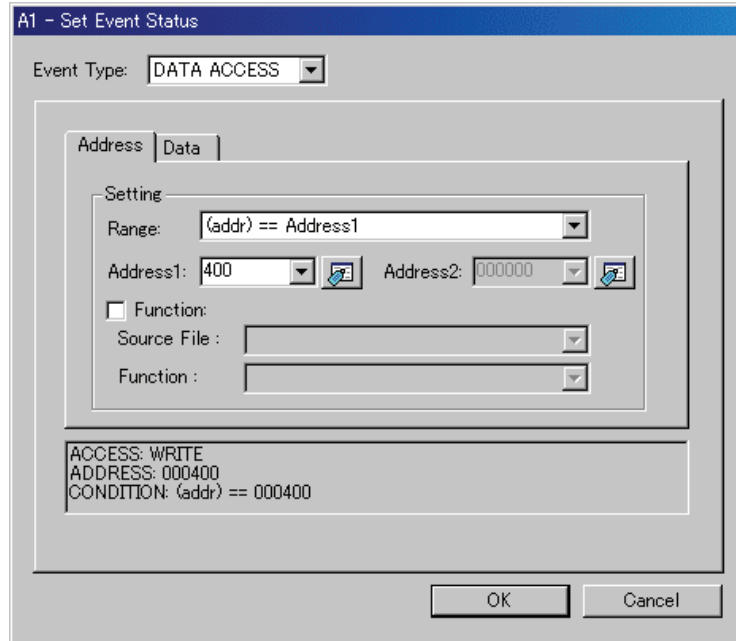 A1 - Set Event Status
Event Type: DATA ACCESS
Address Data
Setting
Range: (addr) == Address1
Address1: 400 Address2: 000000
Function:
Source File :
Function :
ACCESS: WRITE
ADDRESS: 000400
CONDITION: (addr) == 000400
OK Cancel